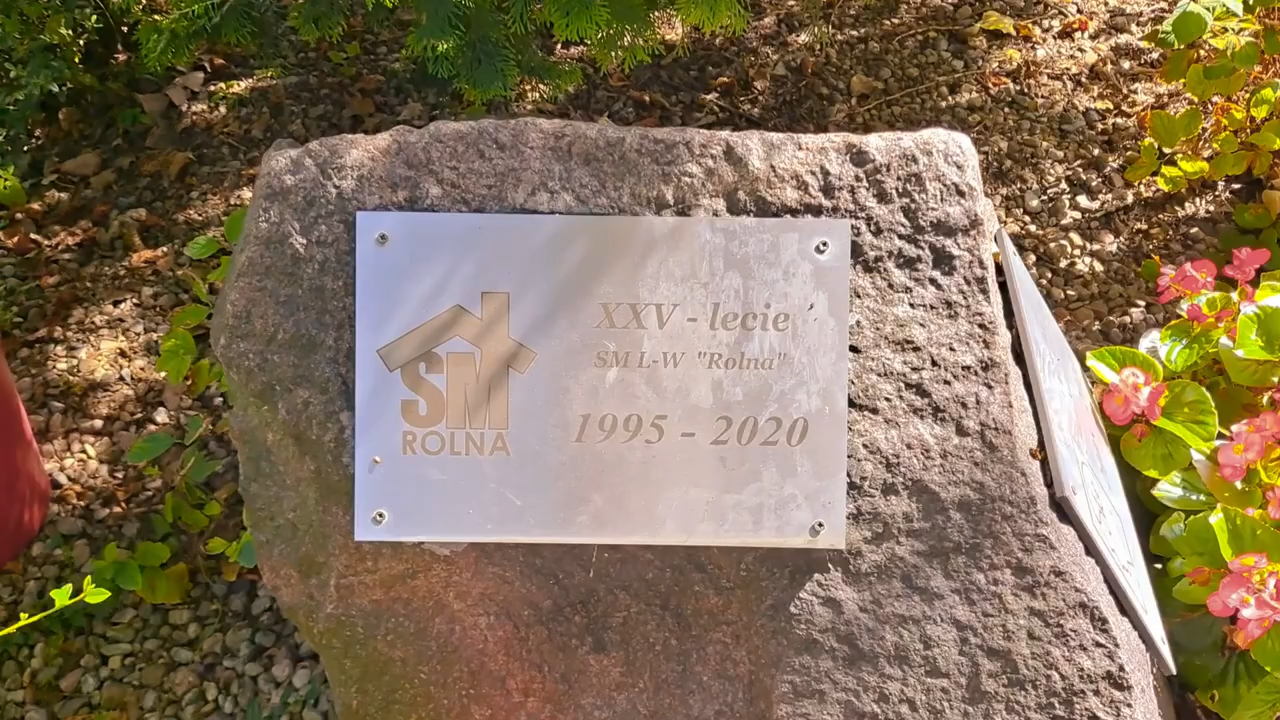 SM
ROLNA
XXV - lecie
SM L-W "Rolna"
1995 - 2020